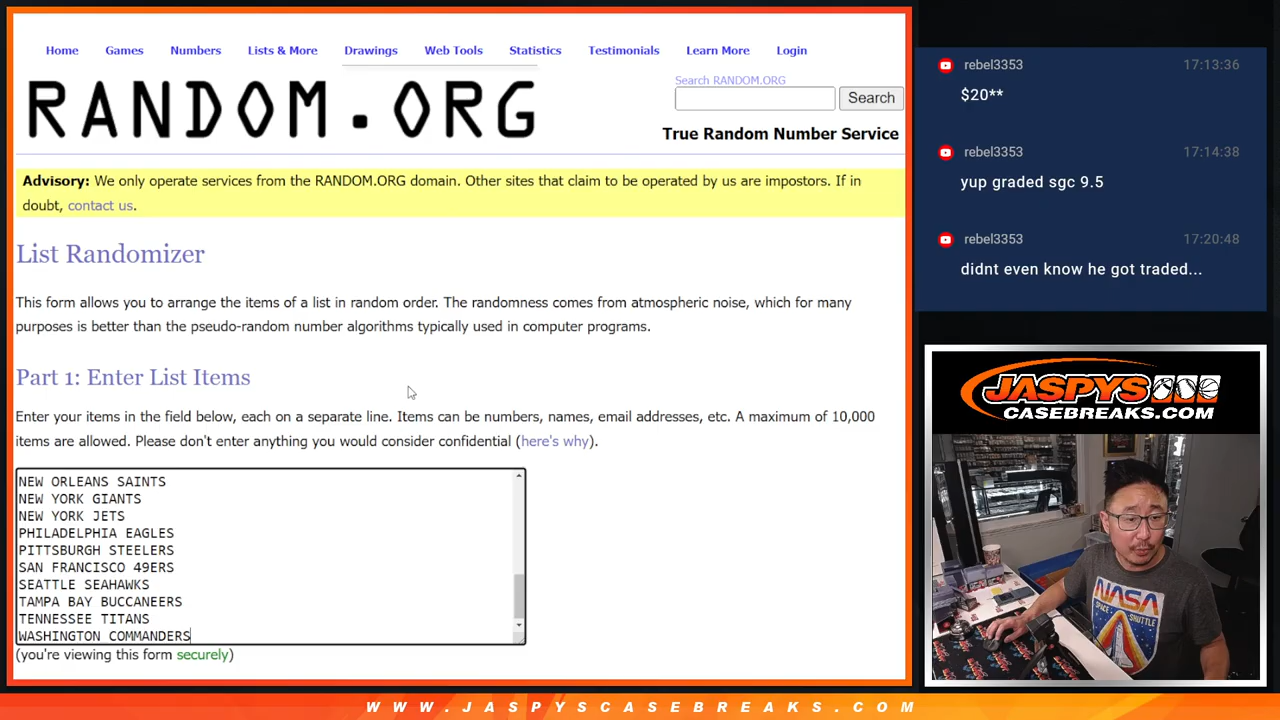 Home Games Numbers Lists & More Drawings Web Tools Statistics Testimonials Learn More Login
RANDOM.ORG
Search RANDOM.ORG
Search
True Random Number Service
Advisory: We only operate services from the RANDOM.ORG domain. Other sites that claim to be operated by us are impostors. If in
doubt, contact us.
List Randomizer
This form allows you to arrange the items of a list in random order. The randomness comes from atmospheric noise, which for many
purposes is better than the pseudo-random number algorithms typically used in computer programs.
Part 1: Enter List Items
Enter your items in the field below, each on a separate line. Items can be numbers, names, email addresses, etc. A maximum of 10,000
items are allowed. Please don't enter anything you would consider confidential (here's why).
NEW ORLEANS SAINTS
NEW YORK GIANTS
NEW YORK JETS
PHILADELPHIA EAGLES
PITTSBURGH STEELERS
SAN FRANCISCO 49ERS
SEATTLE SEAHAWKS
TAMPA BAY BUCCANEERS
TENNESSEE TITANS
WASHINGTON COMMANDERS
(you're viewing this form securely)
rebel3353 17:13:36
$20**
rebel3353 17:14:38
yup graded sgc 9.5
rebel3353 17:20:48
didnt even know he got traded...
JASPYS
CASEBREAKS.COM
NASA
SPACE SHUTTLE
WWW.JASPYSCASEBREAKS.COM